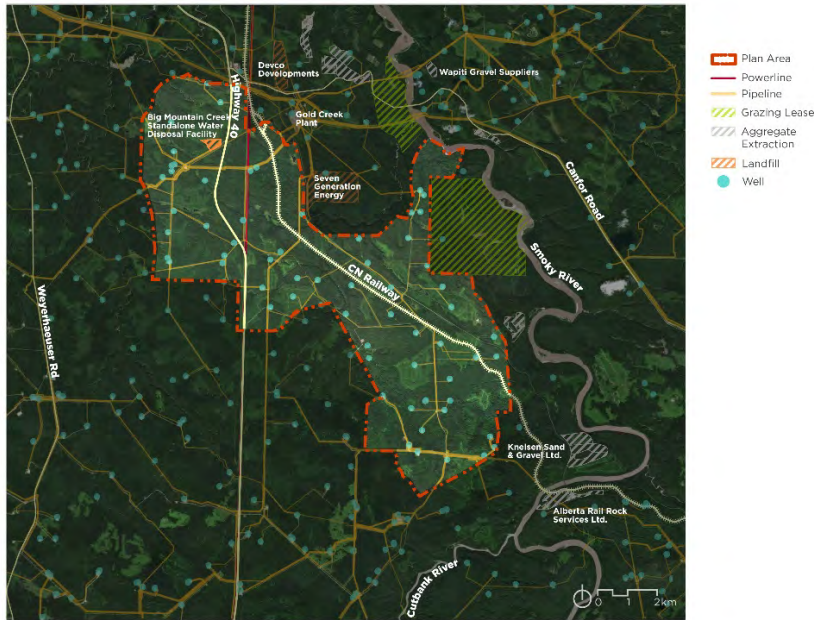 Devco
Developments
Wapiti Gravel Suppliers
Highway 40
Big Mountain Creek
Standalone Water
Disposal Facility
Gold Creek
Plant
Seven
Generation
Energy
Canfor Road
Smoky River
CN Railway
Weyerhaeuser Rd
Knelsen Sand
& Gravel Ltd.
Alberta Rail Rock
Services Ltd.
Cutbank River
0 1 2km
Plan Area
Powerline
Pipeline
Grazing Lease
Aggregate
Extraction
Landfill
Well